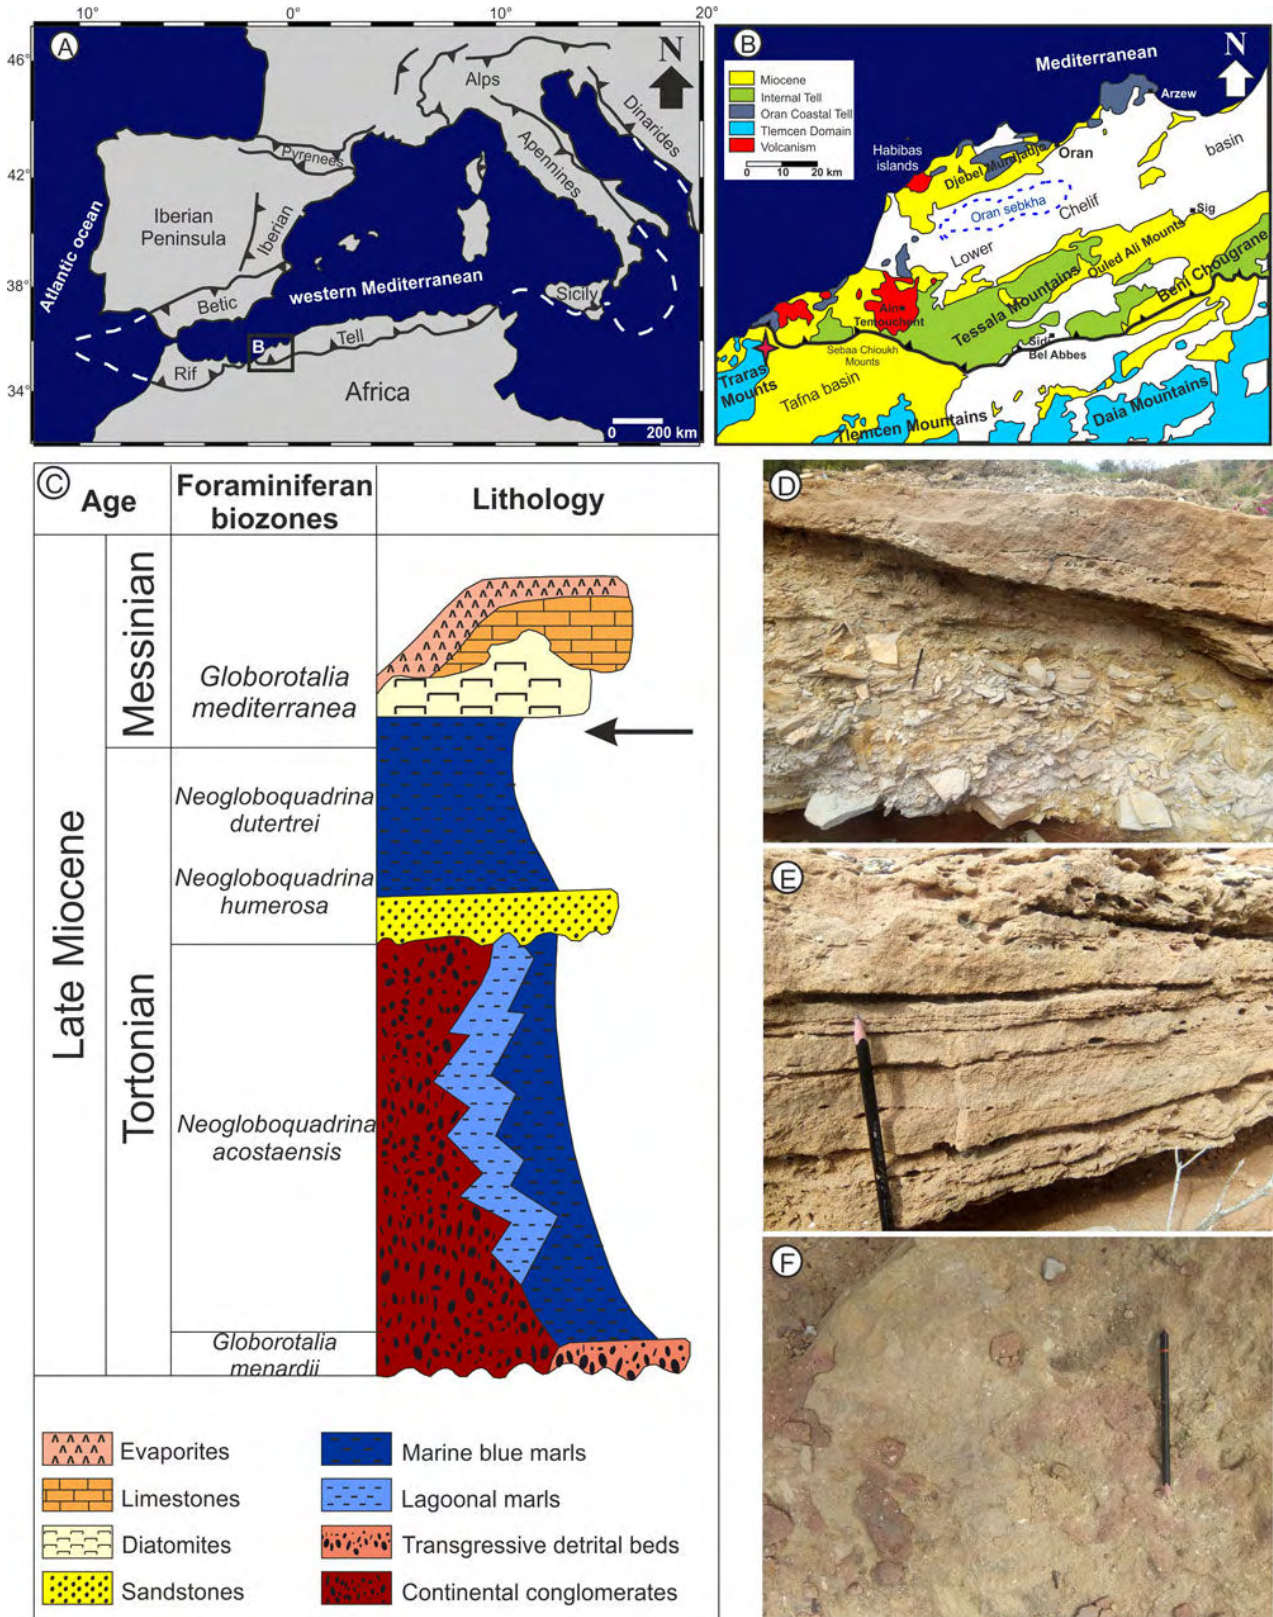 10°
0°
10°
20°
46°
42°
38°
34°
A
N
Alps
Dinarides
Apennines
Pyrenees
Iberian
Peninsula
Iberian
Atlantic ocean
western Mediterranean
Betic
Sicily
B
Tell
Rif
Africa
0 200 km
B
N
Mediterranean
Miocene
Internal Tell
Oran Coastal Tell
Tlemcen Domain
Volcanism
0 10 20 km
Arzew
Habibas
islands
Djebel Murdjadjo
Oran
basin
Oran sebkha
Chelif
Sig
Lower
Ouled Ali Mounts
Beni Chougrane
Tessala Mountains
Ain
Temouchent
Sidi
Bel Abbes
Sebaa Chioukh
Mounts
Traras
Mounts
Tafna basin
Tlemcen Mountains
Daia Mountains
C
Age
Foraminiferan
biozones
Lithology
Late Miocene
Messinian
Tortonian
Globorotalia
mediterranea
Neogloboquadrina
dutertrei
Neogloboquadrina
humerosa
Neogloboquadrina
acostaensis
Globorotalia
menardii
Evaporites
Limestones
Diatomites
Sandstones
Marine blue marls
Lagoonal marls
Transgressive detrital beds
Continental conglomerates
D
E
F